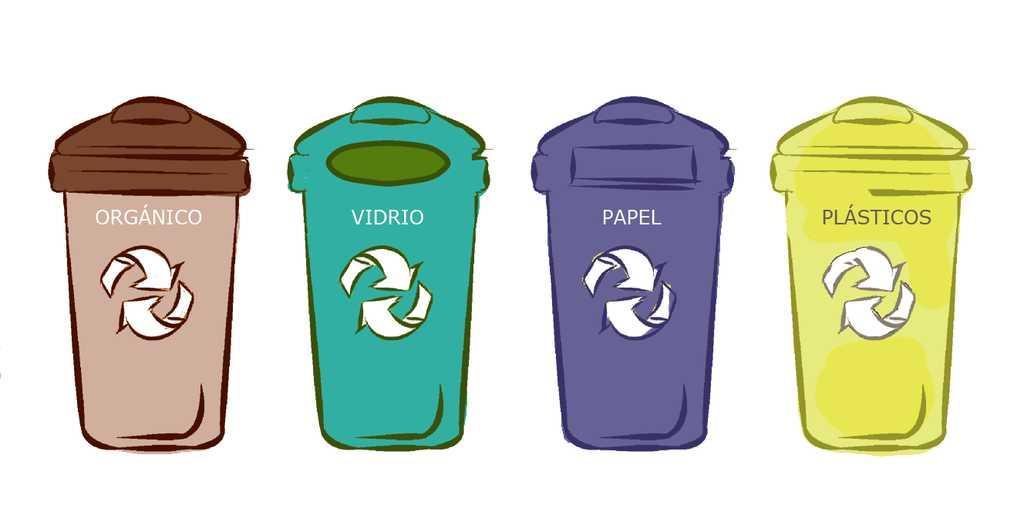 ORGÁNICO
VIDRIO
PAPEL
PLÁSTICOS